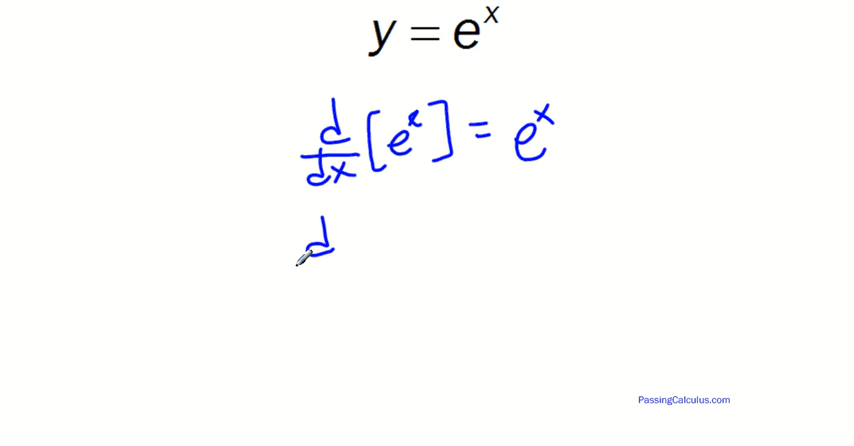 y = e^x
d/dx [e^x] = e^x
d
PassingCalculus.com